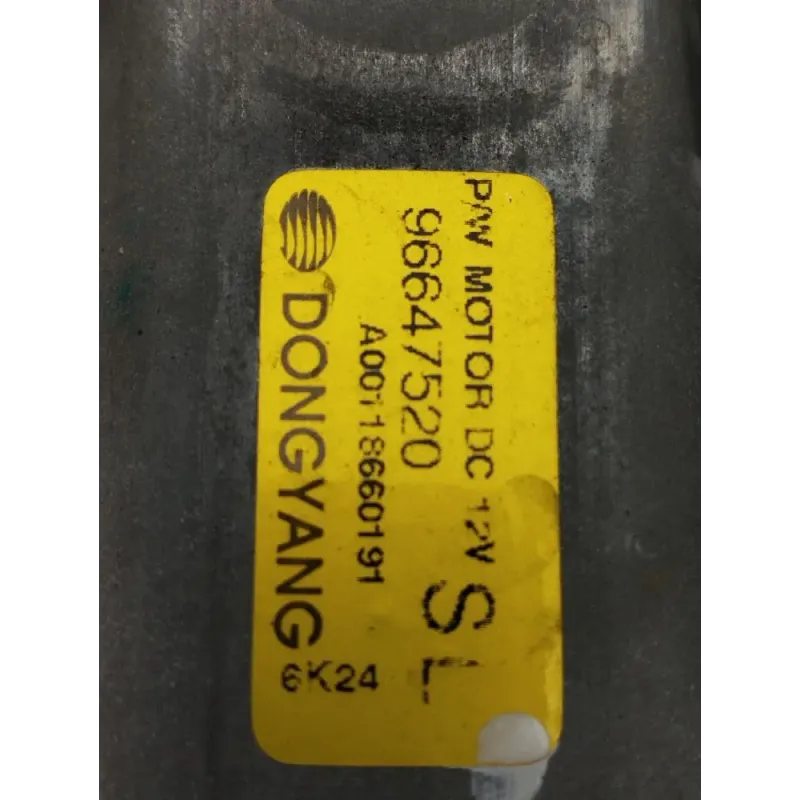 P/W MOTOR DC 12V
96647520
S L
A00118660191
DONGYANG
6K24